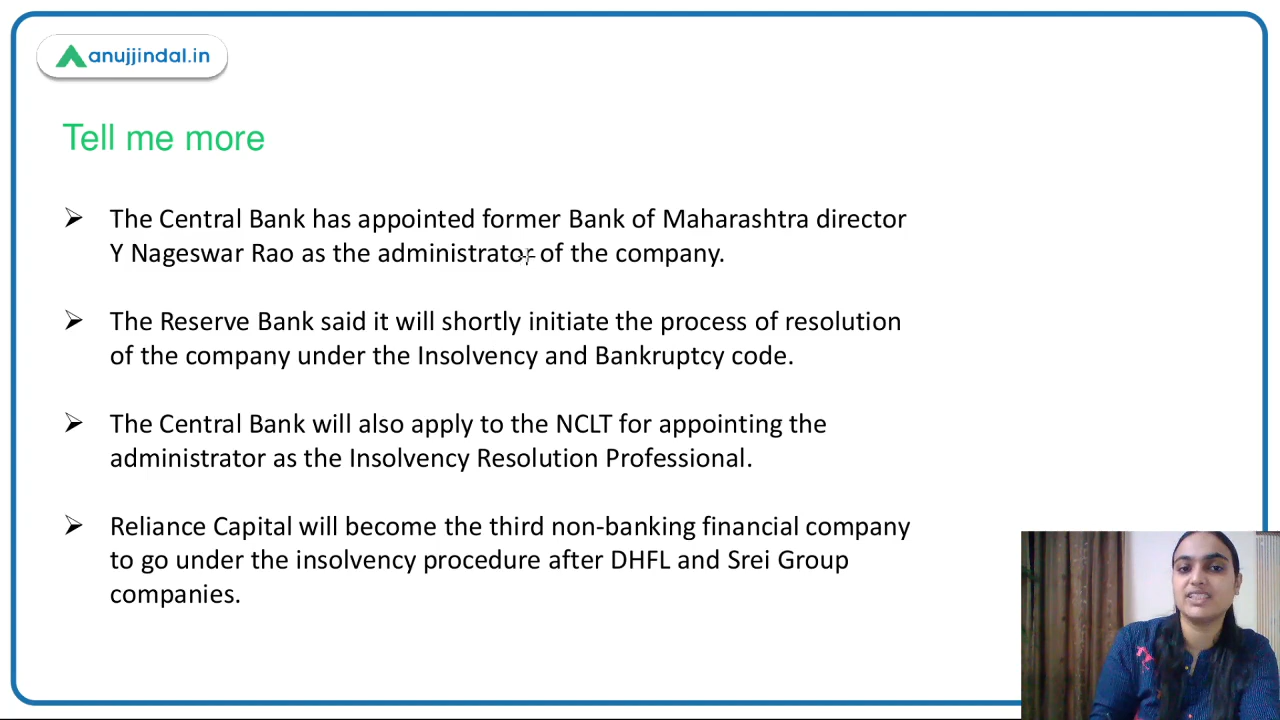 anujjindal.in
Tell me more
The Central Bank has appointed former Bank of Maharashtra director
Y Nageswar Rao as the administrator of the company.
The Reserve Bank said it will shortly initiate the process of resolution
of the company under the Insolvency and Bankruptcy code.
The Central Bank will also apply to the NCLT for appointing the
administrator as the Insolvency Resolution Professional.
Reliance Capital will become the third non-banking financial company
to go under the insolvency procedure after DHFL and Srei Group
companies.